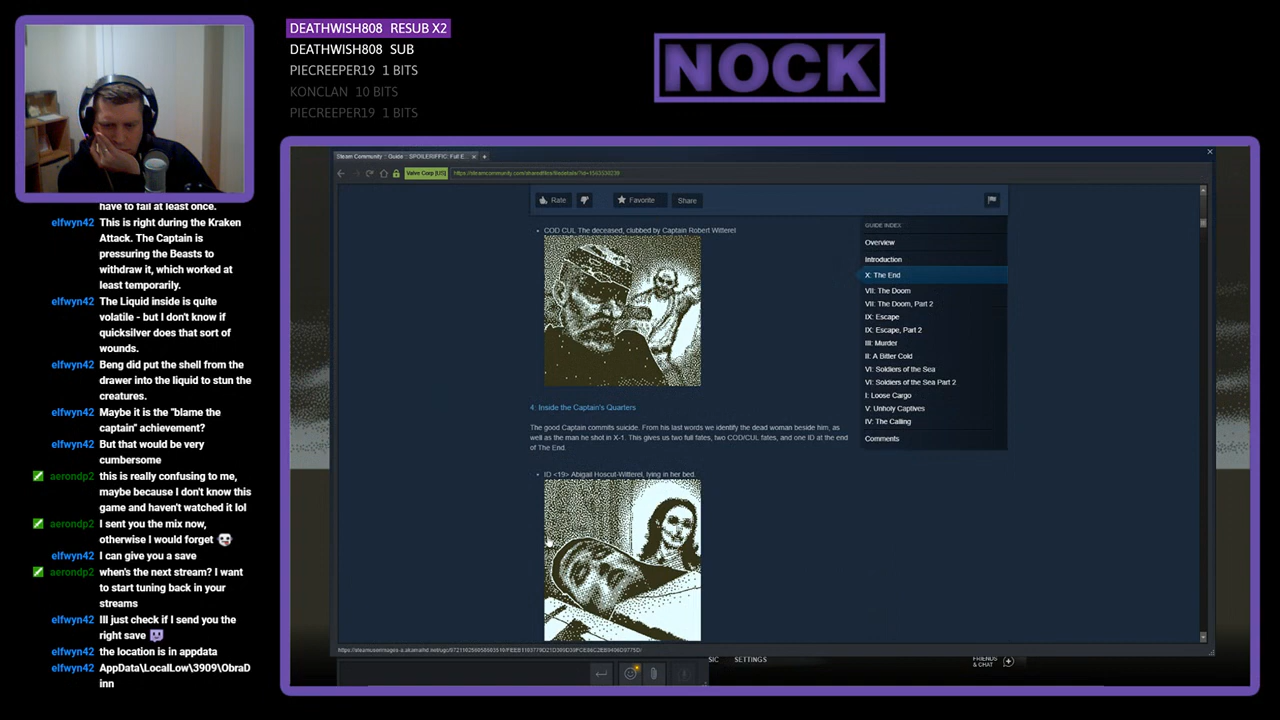 DEATHWISH808 RESUB X2
DEATHWISH808 SUB
PIECREEPER19 1 BITS
KONCLAN 10 BITS
PIECREEPER19 1 BITS
NOCK
have to fail at least once.
elfwyn42 This is right during the Kraken
Attack. The Captain is
pressuring the Beasts to
withdraw it, which worked at
least temporarily.
elfwyn42 The Liquid inside is quite
volatile - but I don't know if
quicksilver does that sort of
wounds.
elfwyn42 Beng did put the shell from the
drawer into the liquid to stun the
creatures.
elfwyn42 Maybe it is the "blame the
captain" achievement?
elfwyn42 But that would be very
cumbersome
aerondp2 this is really confusing to me,
maybe because I don't know this
game and haven't watched it lol
aerondp2 I sent you the mix now,
otherwise I would forget
elfwyn42 I can give you a save
aerondp2 when's the next stream? I want
to start tuning back in your
streams
elfwyn42 Ill just check if I send you the
right save
elfwyn42 the location is in appdata
elfwyn42 AppData\LocalLow\3909\ObraD
inn
Steam Community :: Guide :: SPOILERIFFIC: Full E...
Valve Corp [US]
Rate
Favorite
Share
COD CUL The deceased, clubbed by Captain Robert Witterel
4: Inside the Captain's Quarters
The good Captain commits suicide. From his last words we identify the dead woman beside him, as
well as the man he shot in X-1. This gives us two full fates, two COD/CUL fates, and one ID at the end
of The End.
ID <19> Abigail Hoscut-Witterel, lying in her bed.
GUIDE INDEX
Overview
Introduction
X: The End
VII: The Doom
VII: The Doom, Part 2
IX: Escape
IX: Escape, Part 2
III: Murder
II: A Bitter Cold
VI: Soldiers of the Sea
VI: Soldiers of the Sea Part 2
I: Loose Cargo
V: Unholy Captives
IV: The Calling
Comments
SIC SETTINGS
FRIENDS
& CHAT